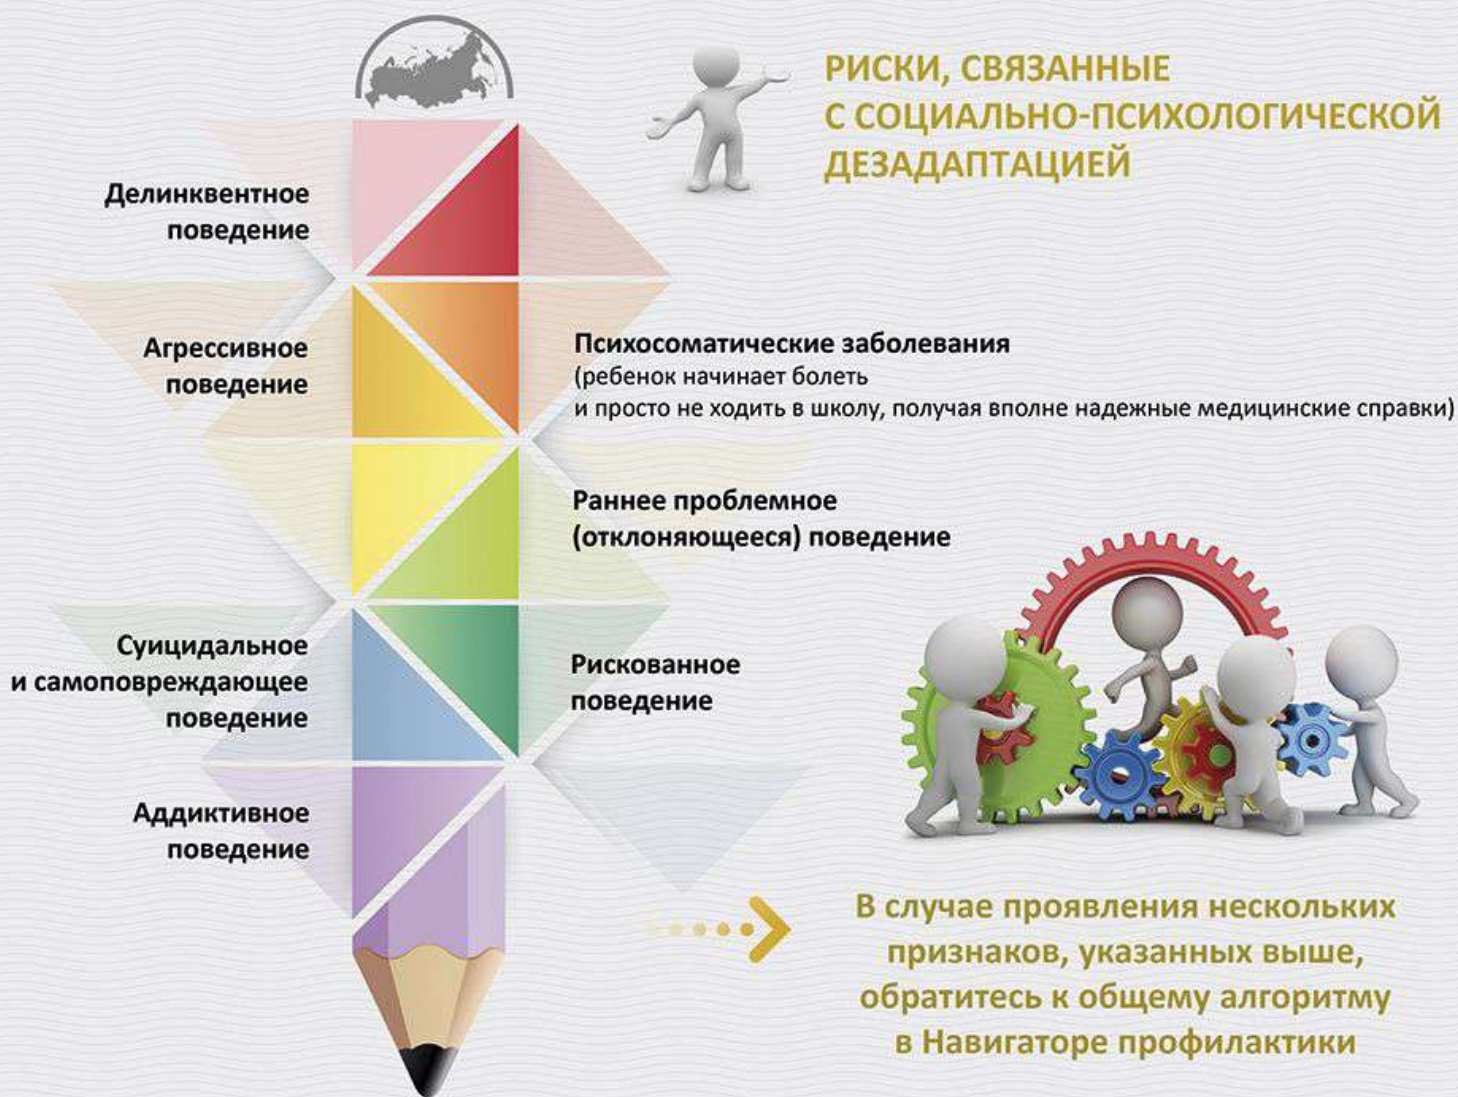 РИСКИ, СВЯЗАННЫЕ
С СОЦИАЛЬНО-ПСИХОЛОГИЧЕСКОЙ
ДЕЗАДАПТАЦИЕЙ
Делинквентное
поведение
Агрессивное
поведение
Психосоматические заболевания
(ребенок начинает болеть
и просто не ходить в школу, получая вполне надежные медицинские справки)
Раннее проблемное
(отклоняющееся) поведение
Суицидальное
и самоповреждающее
поведение
Рискованное
поведение
Аддиктивное
поведение
В случае проявления нескольких
признаков, указанных выше,
обратитесь к общему алгоритму
в Навигаторе профилактики